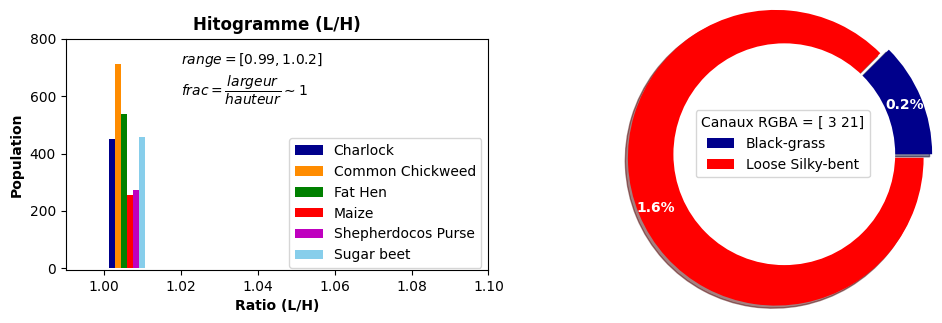 Hitogramme (L/H)
800
600
400
200
0
Population
range = [0.99, 1.0.2]
frac = largeur/hauteur ~ 1
Charlock
Common Chickweed
Fat Hen
Maize
Shepherdocos Purse
Sugar beet
1.00 1.02 1.04 1.06 1.08 1.10
Ratio (L/H)
0.2%
Canaux RGBA = [ 3 21]
Black-grass
Loose Silky-bent
1.6%